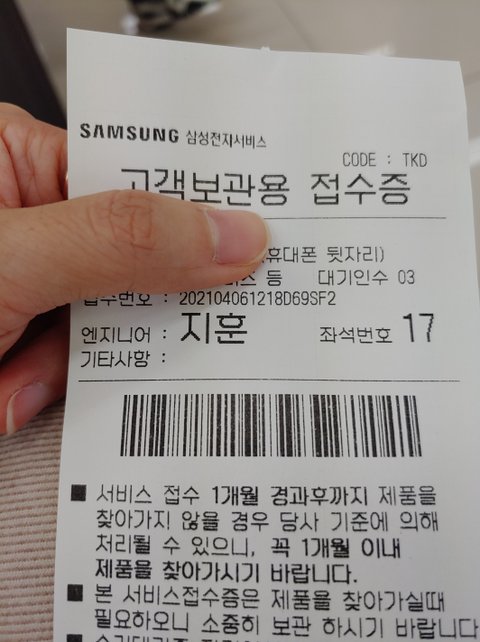 SAMSUNG 삼성전자서비스
CODE : TKD
고객보관용 접수증
(휴대폰 뒷자리)
등 대기인수 03
접수번호 : 202104061218D69SF2
엔지니어 : 지훈 좌석번호 17
기타사항 :
■ 서비스 접수 1개월 경과후까지 제품을
찾아가지 않을 경우 당사 기준에 의해
처리될 수 있으니, 꼭 1개월 이내
제품을 찾아가시기 바랍니다.
■ 본 서비스접수증은 제품을 찾아가실때
필요하오니 소중히 보관 하시기 바랍니다